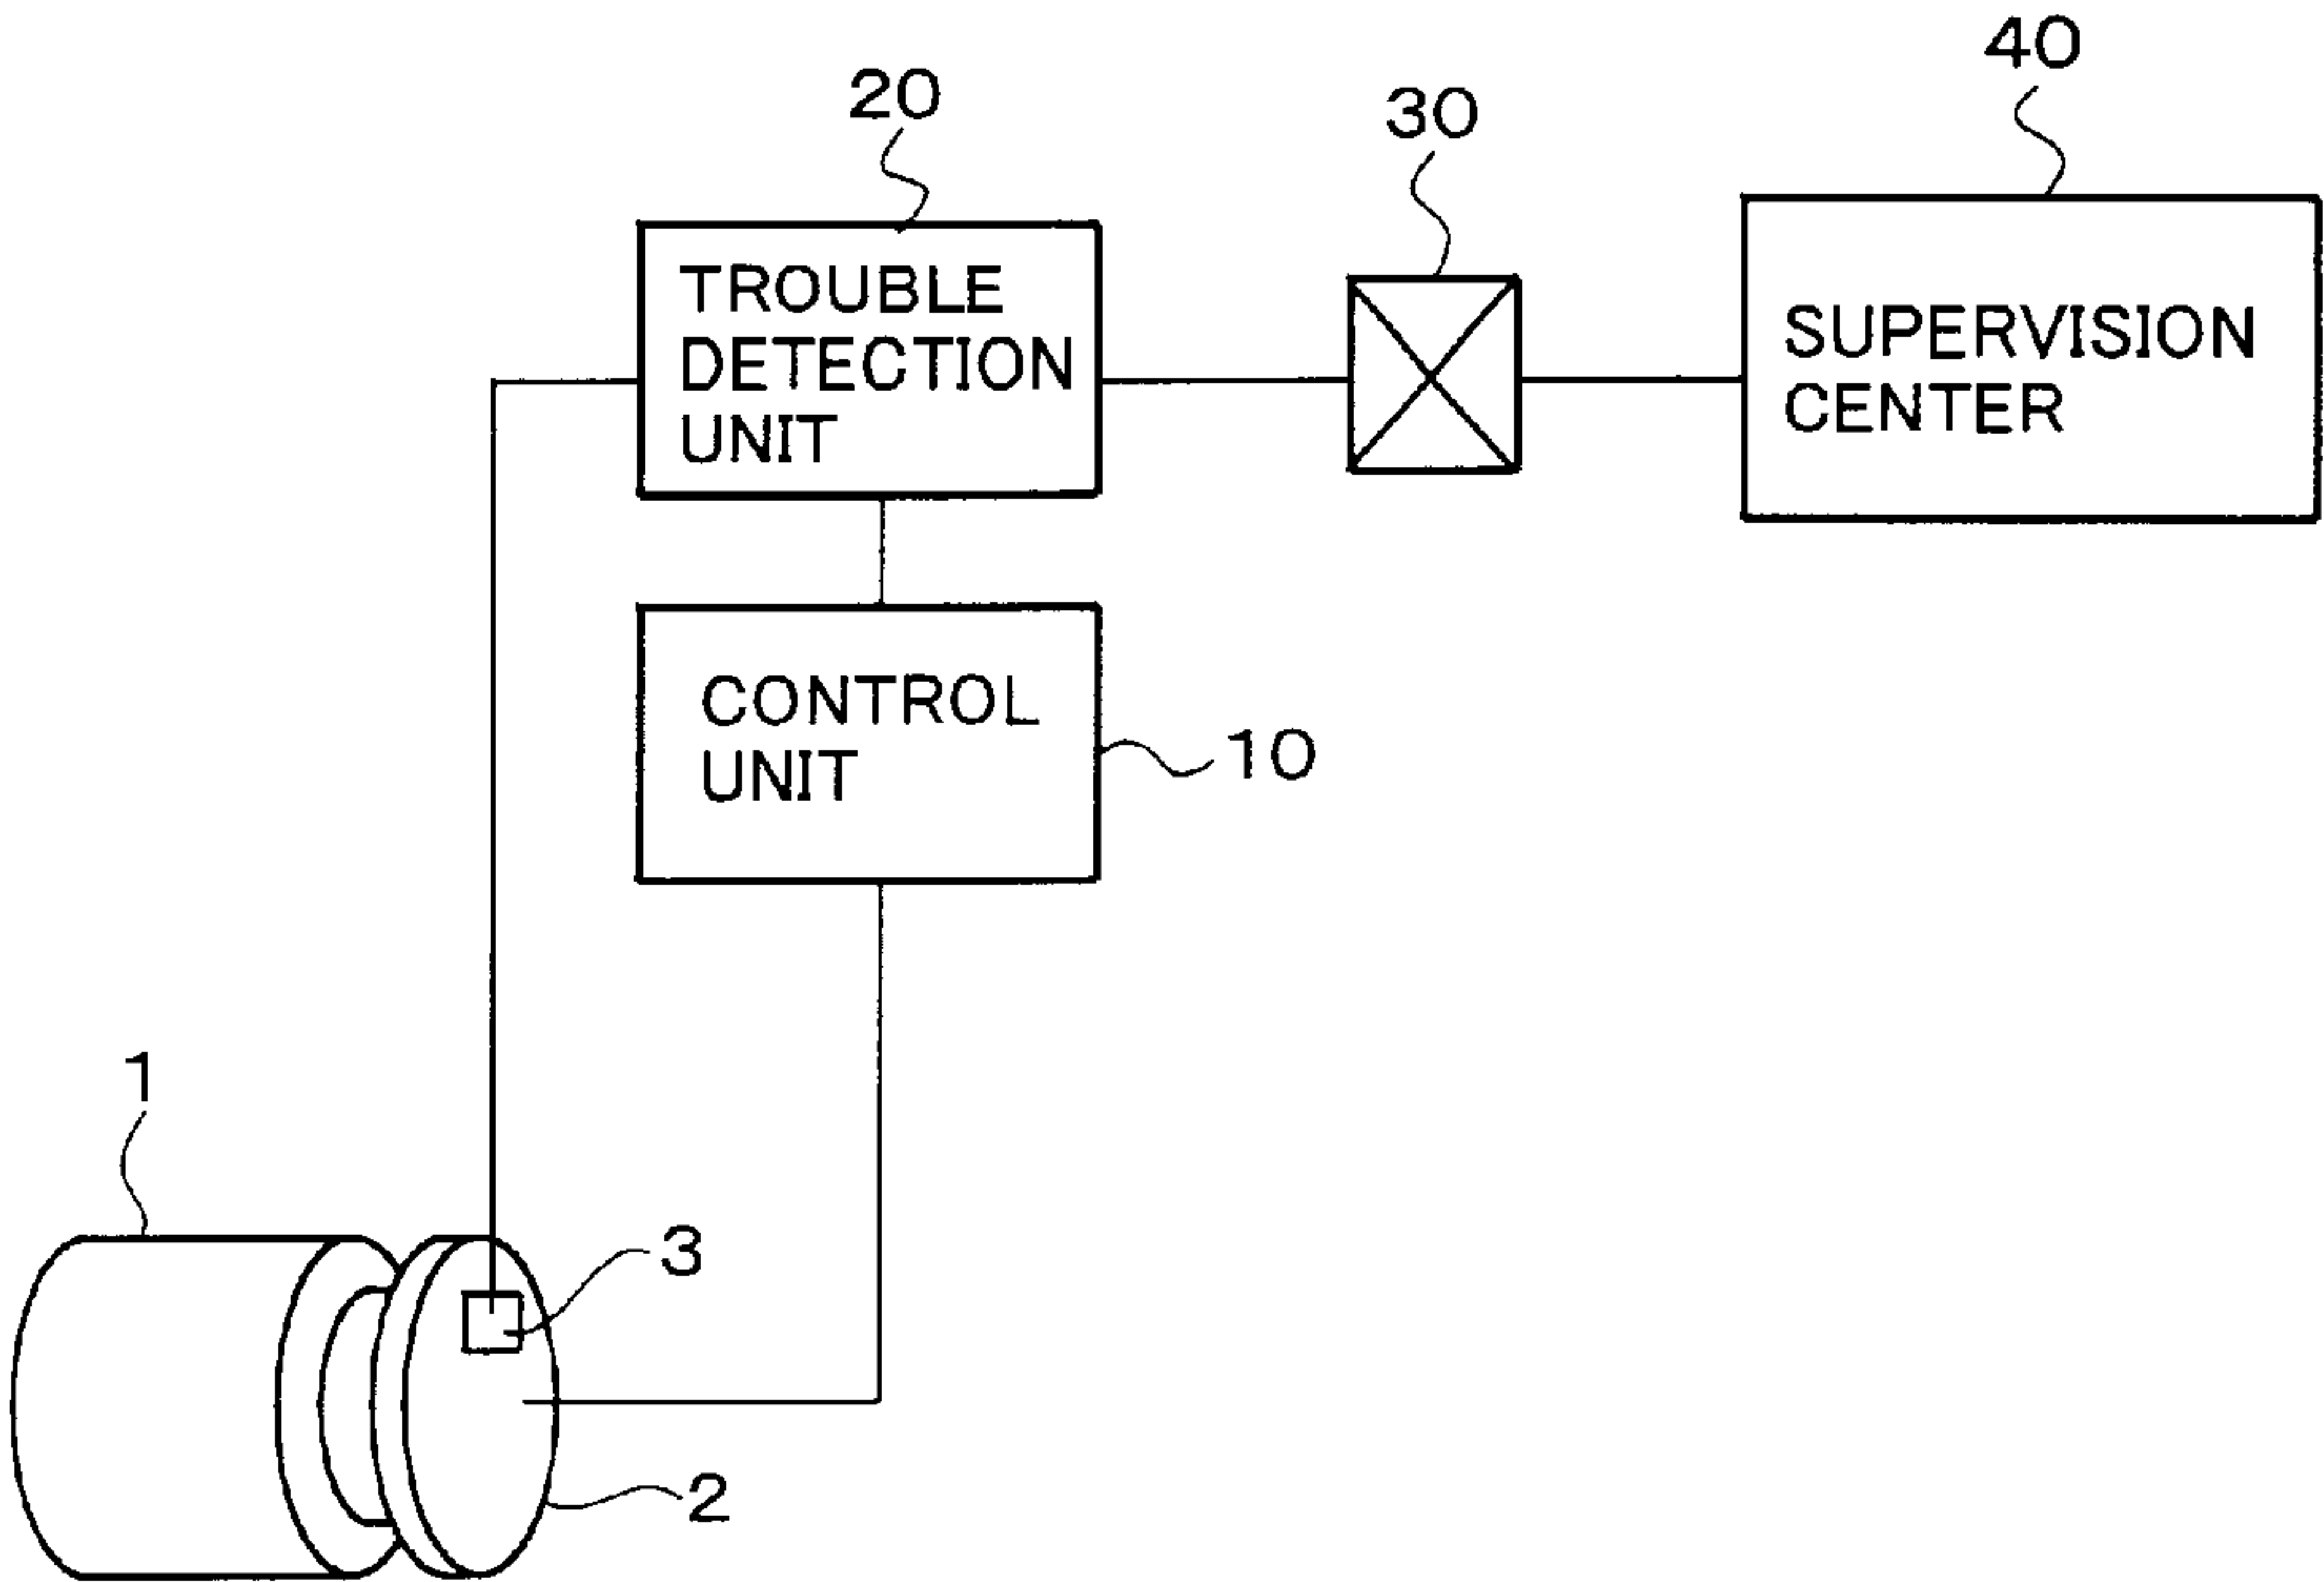 40
20
30
TROUBLE
DETECTION
UNIT
SUPERVISION
CENTER
CONTROL
UNIT
10
1
3
2